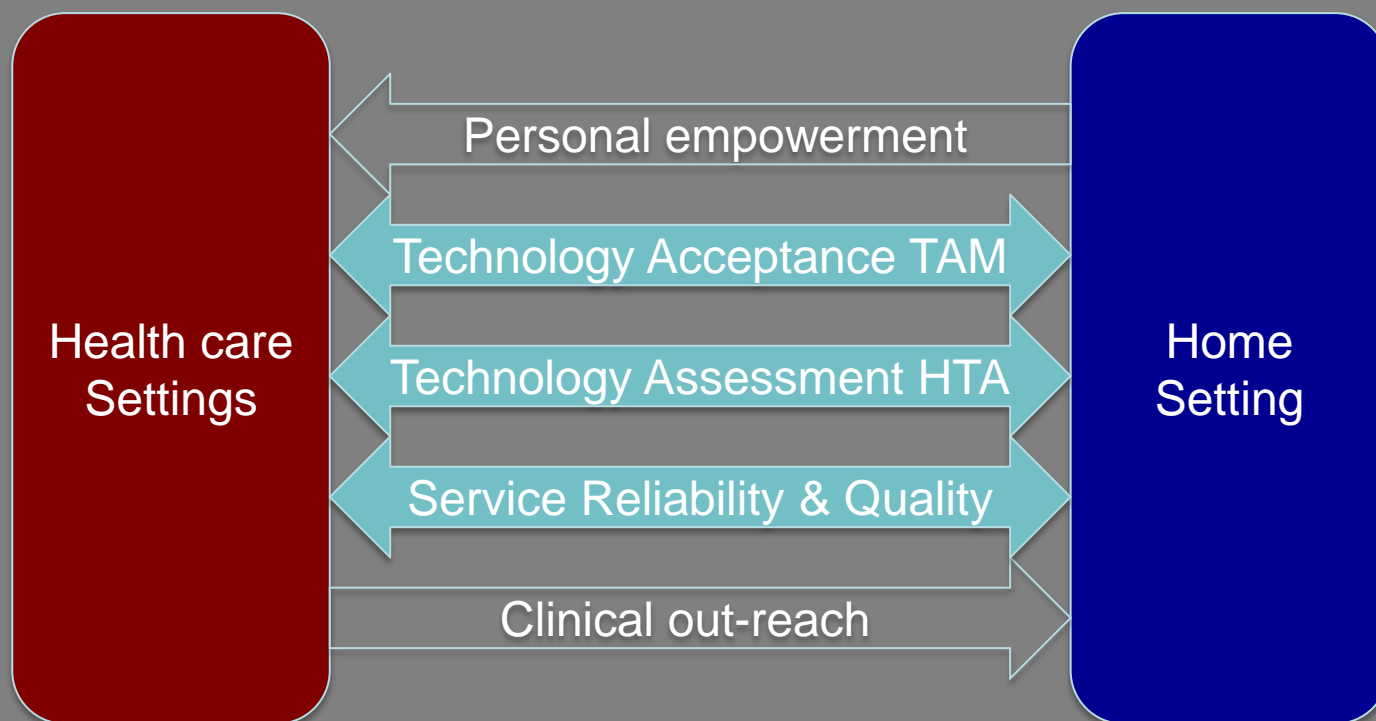 Personal empowerment
Technology Acceptance TAM
Health care
Settings
Technology Assessment HTA
Home
Setting
Service Reliability & Quality
Clinical out-reach